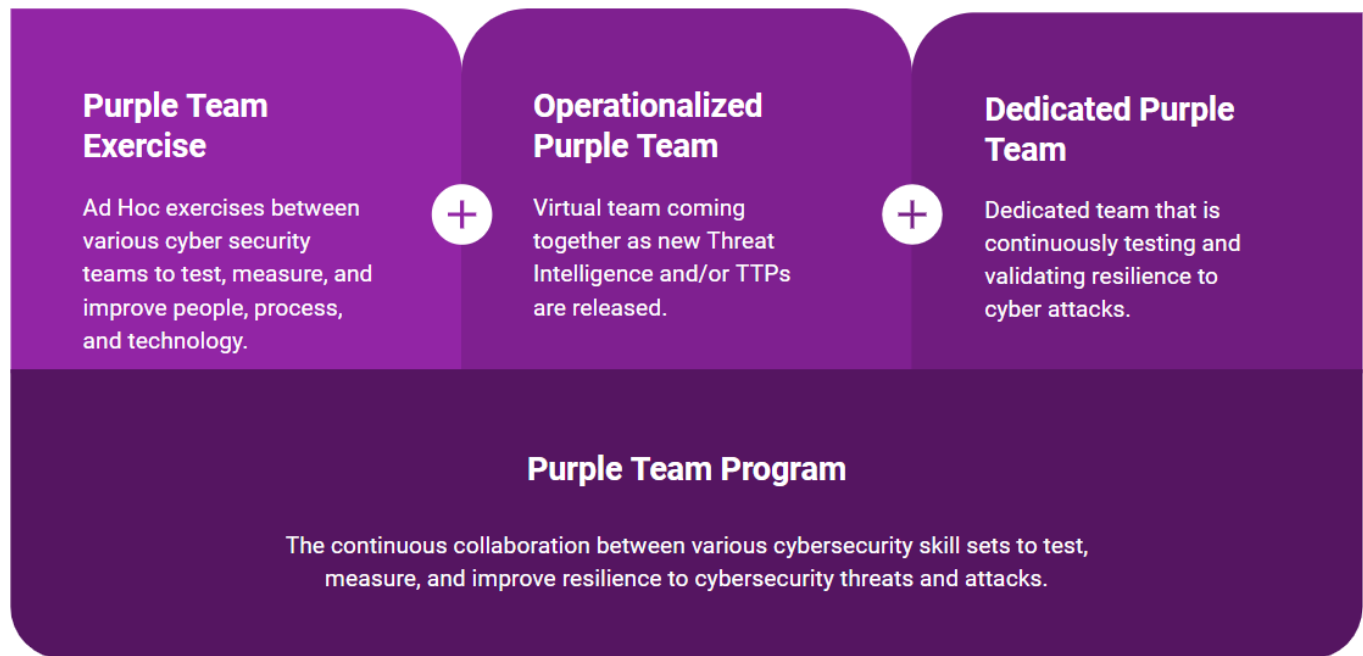 Purple Team
Exercise
Ad Hoc exercises between
various cyber security
teams to test, measure, and
improve people, process,
and technology.
+
Operationalized
Purple Team
Virtual team coming
together as new Threat
Intelligence and/or TTPs
are released.
+
Dedicated Purple
Team
Dedicated team that is
continuously testing and
validating resilience to
cyber attacks.
Purple Team Program
The continuous collaboration between various cybersecurity skill sets to test,
measure, and improve resilience to cybersecurity threats and attacks.